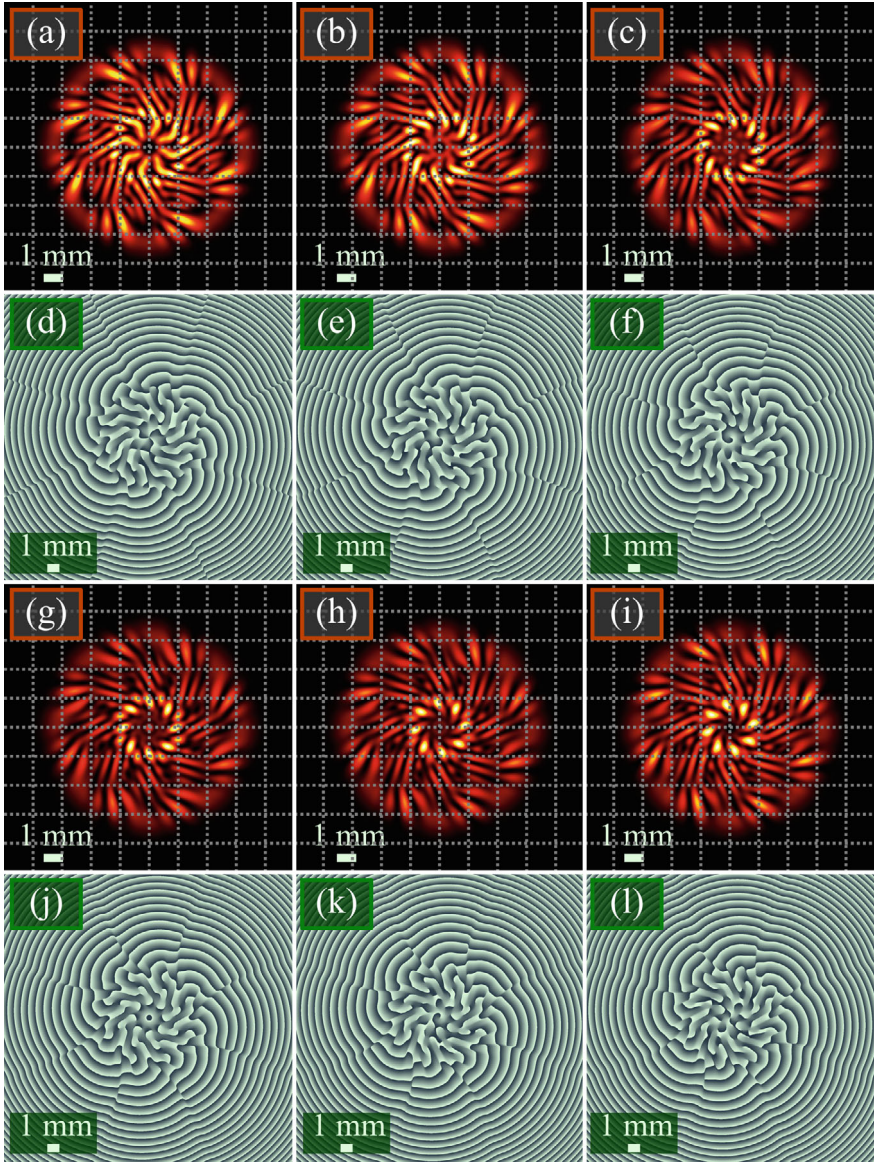 (a) (b) (c)
1 mm 1 mm 1 mm
(d) (e) (f)
1 mm 1 mm 1 mm
(g) (h) (i)
1 mm 1 mm 1 mm
(j) (k) (l)
1 mm 1 mm 1 mm